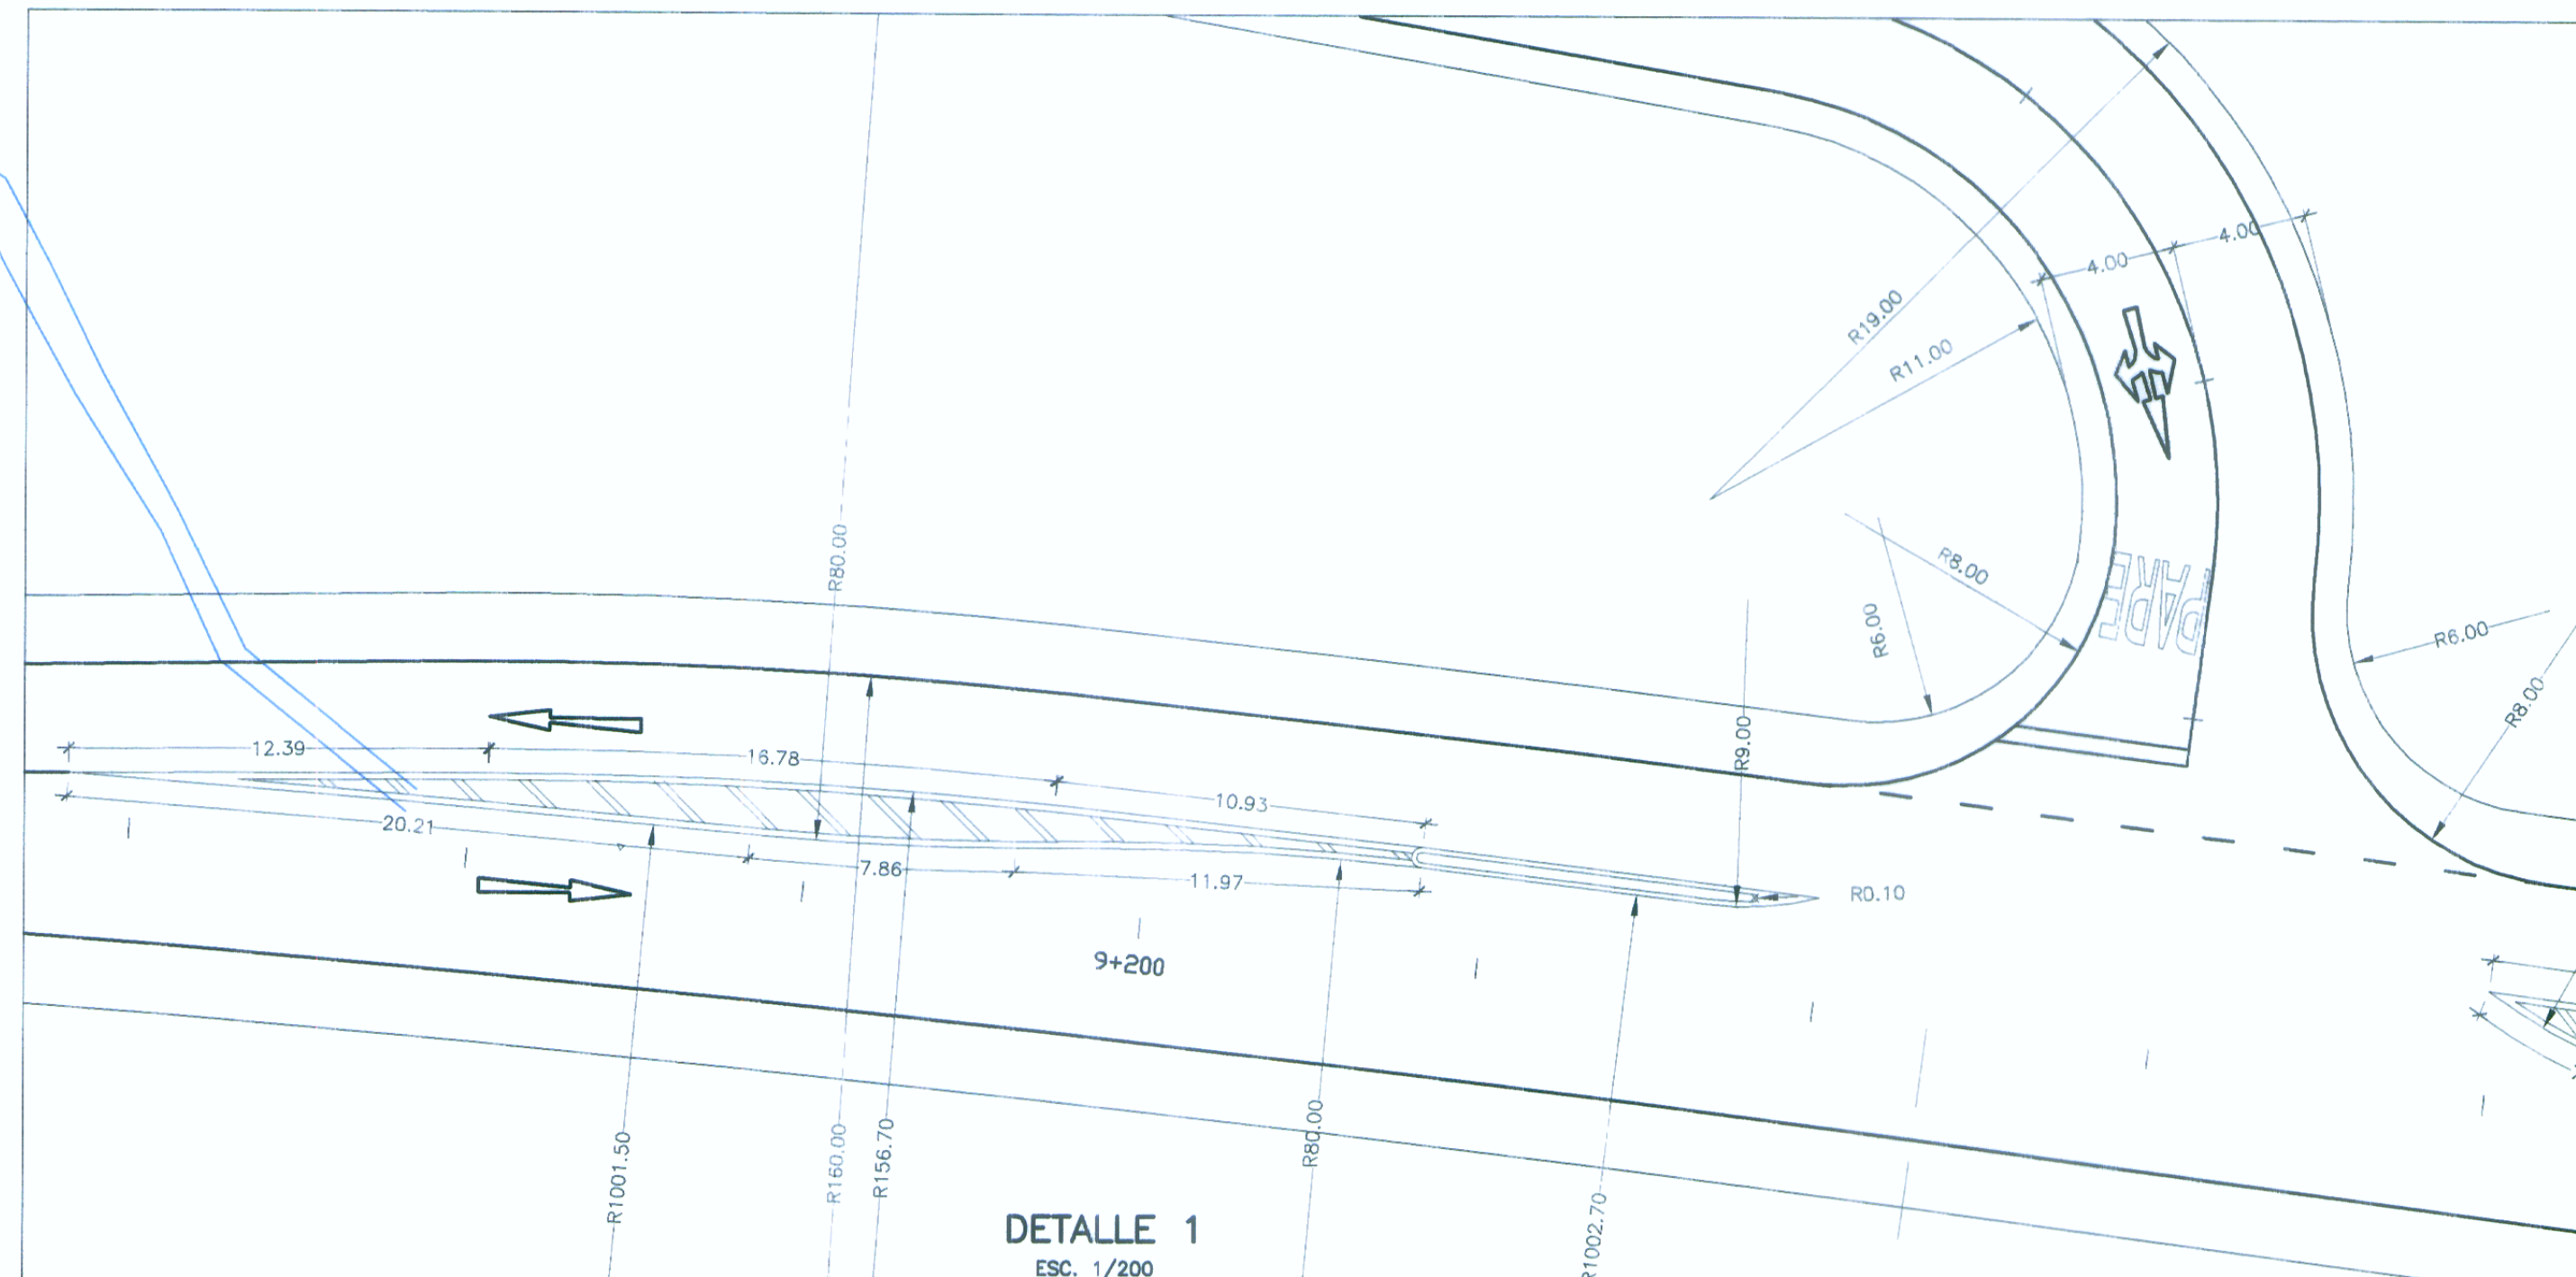 4.00
4.00
R19.00
R11.00
R80.00
R8.00
R6.00
PARE
R6.00
R8.00
R9.00
12.39
16.78
10.93
20.21
7.86
11.97
R0.10
9+200
R1001.50
R160.00
R156.70
R80.00
R1002.70
DETALLE 1
ESC. 1/200